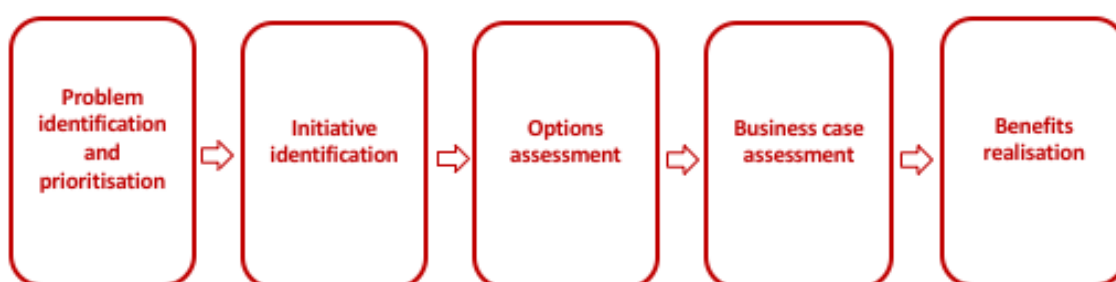 Problem
identification
and
prioritisation
Initiative
identification
Options
assessment
Business case
assessment
Benefits
realisation